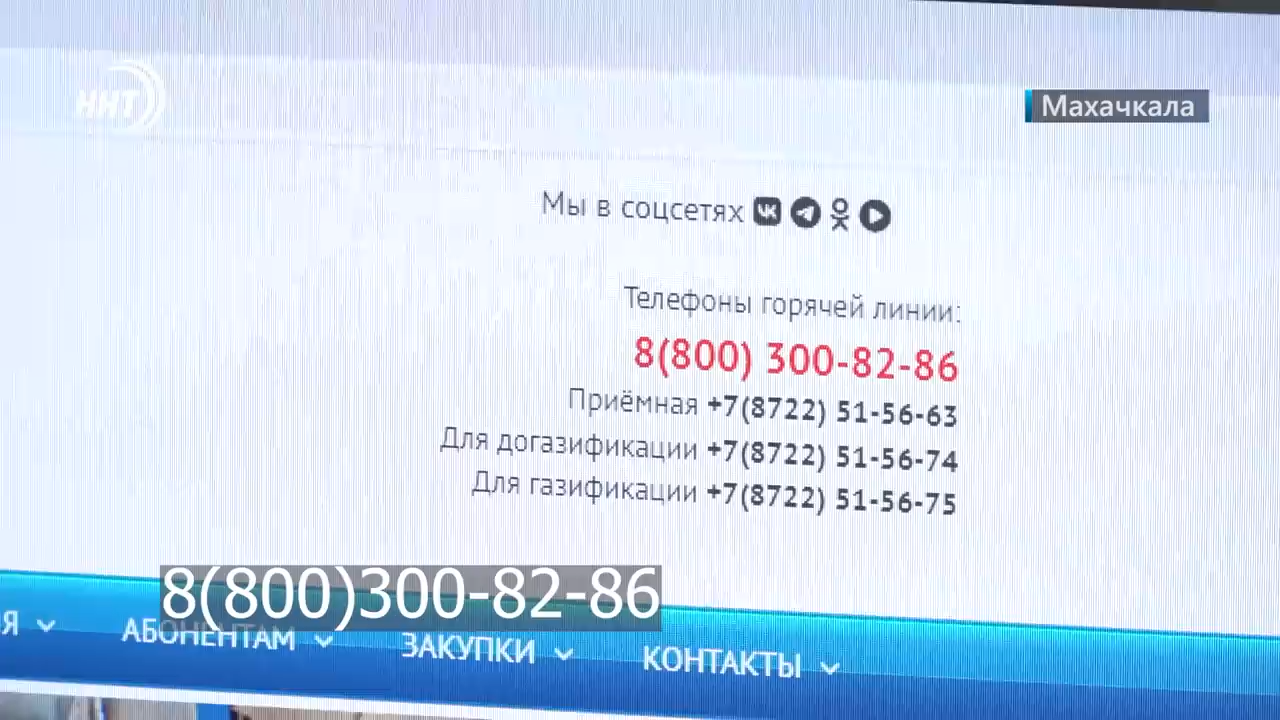 ННТ
Махачкала
Мы в соцсетях
Телефоны горячей линии:
8(800) 300-82-86
Приёмная +7(8722) 51-56-63
Для догазификации +7(8722) 51-56-74
Для газификации +7(8722) 51-56-75
8(800)300-82-86
Я АБОНЕНТАМ ЗАКУПКИ КОНТАКТЫ